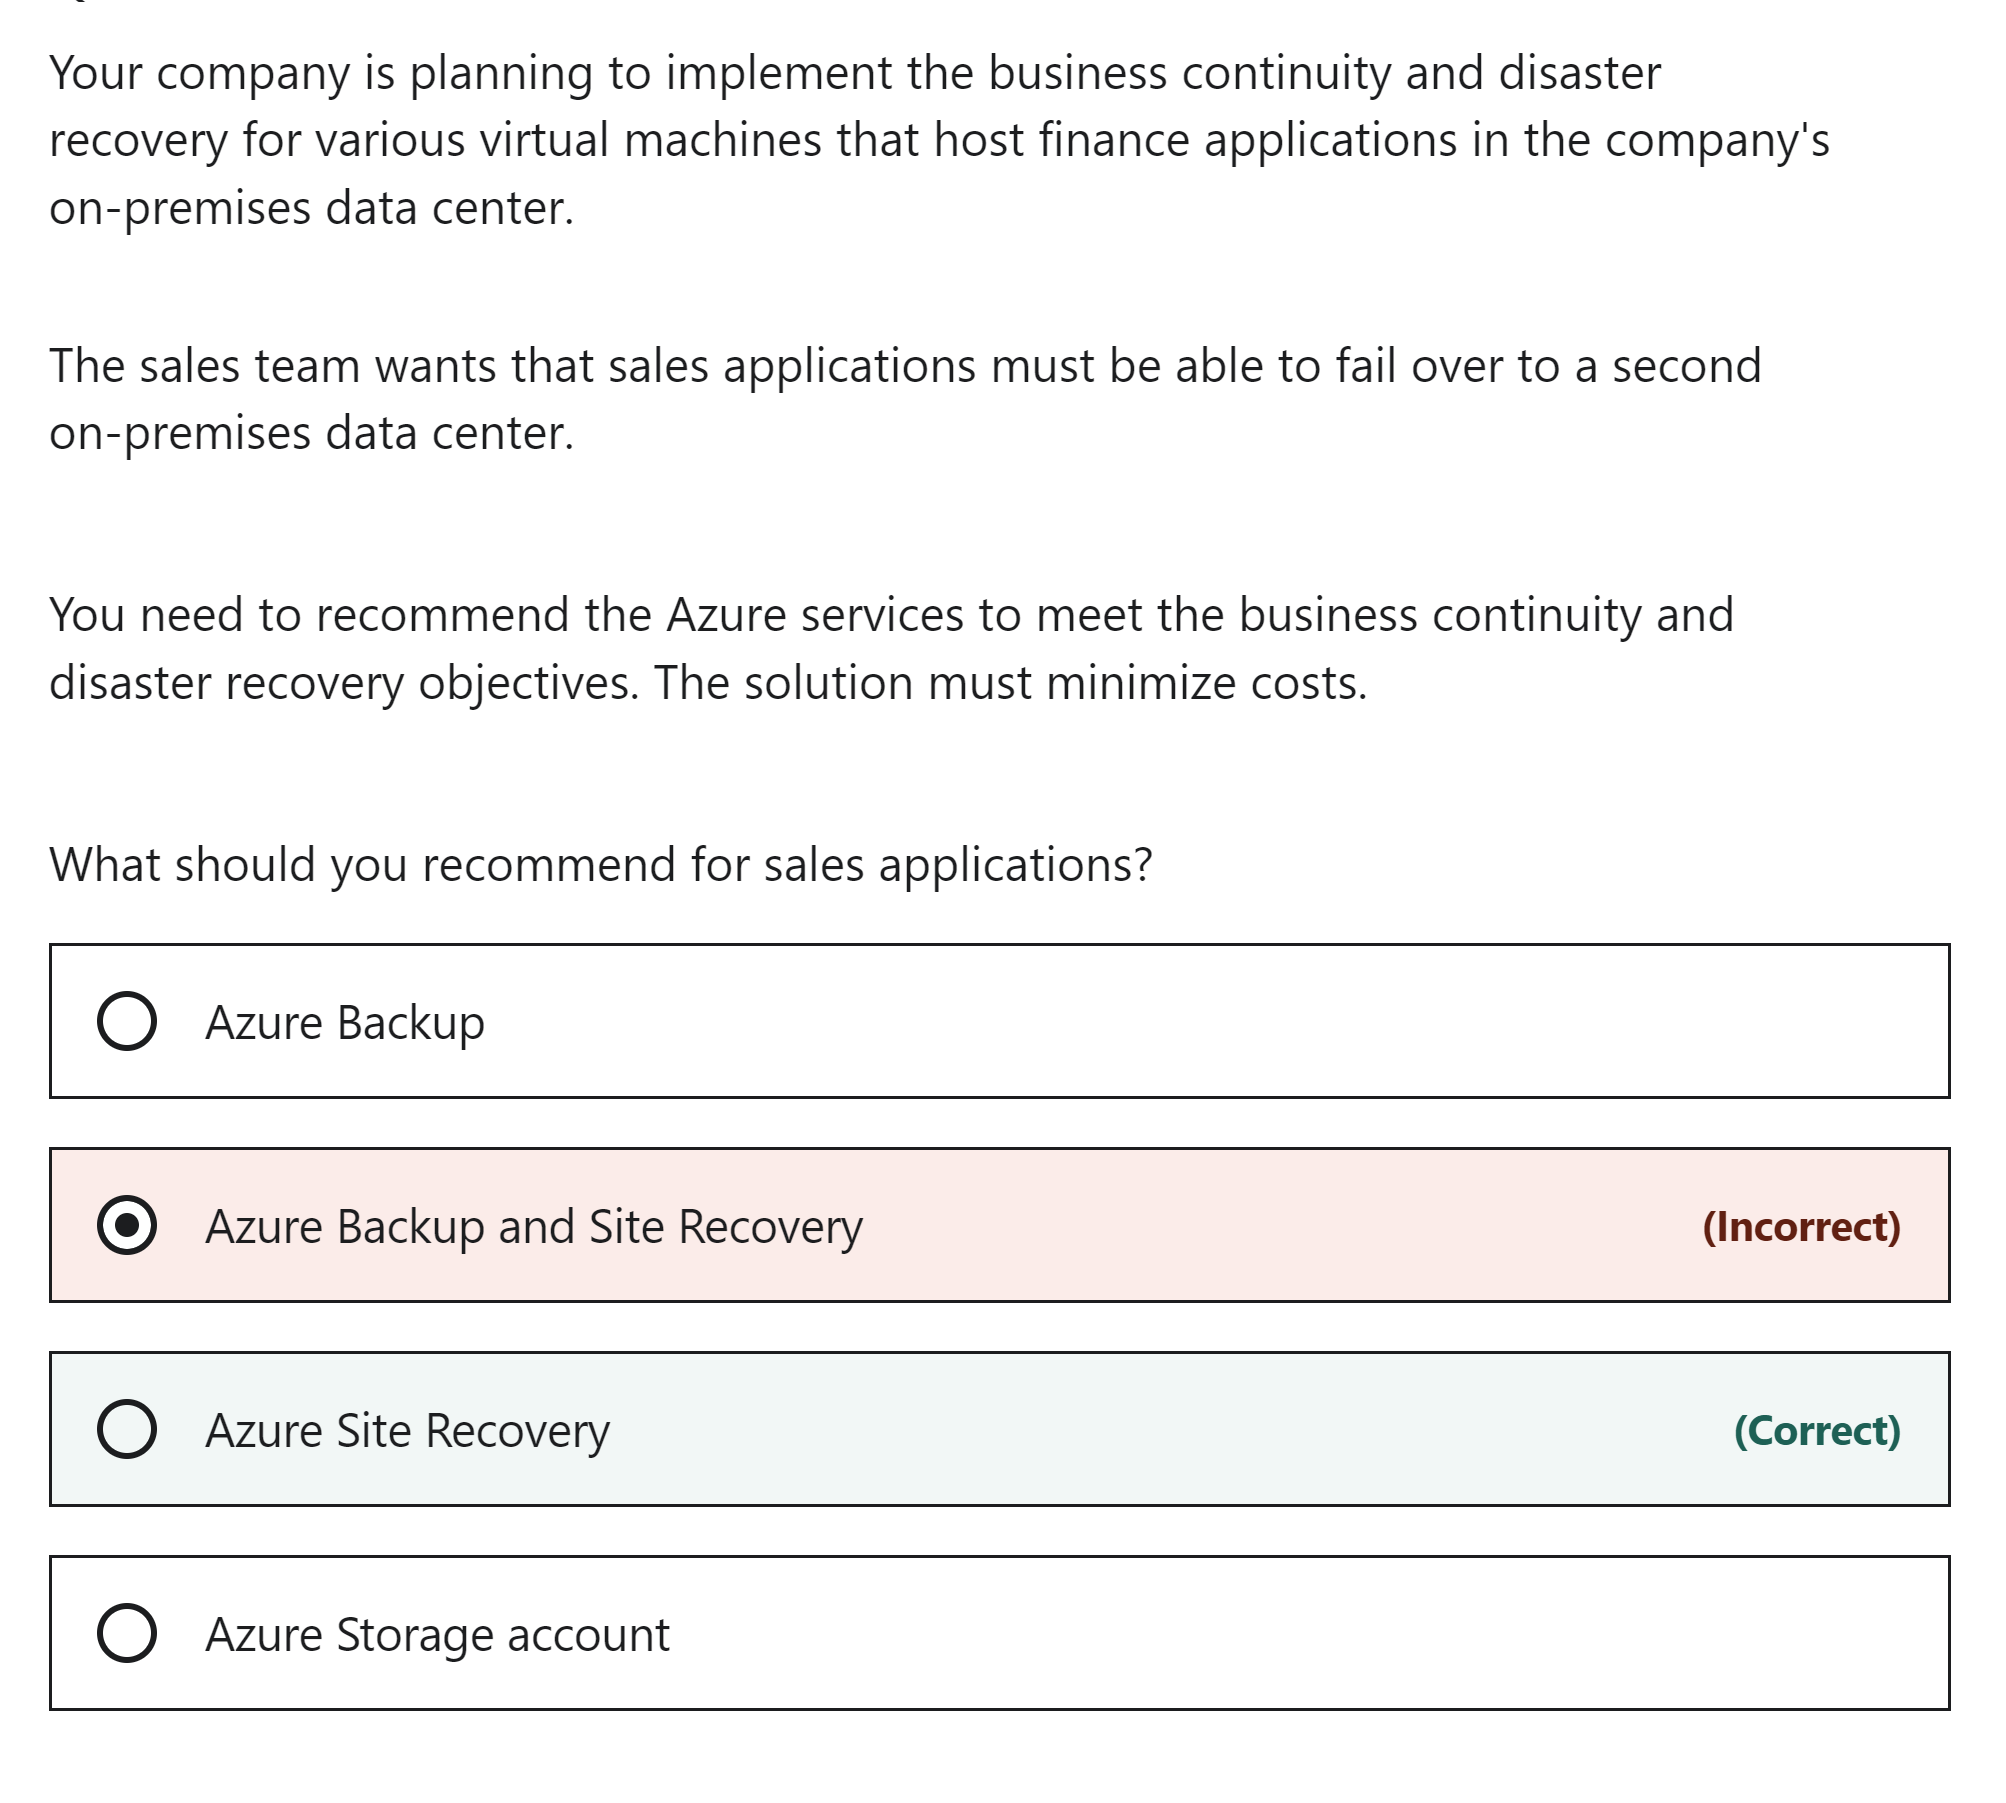 Your company is planning to implement the business continuity and disaster
recovery for various virtual machines that host finance applications in the company's
on-premises data center.
The sales team wants that sales applications must be able to fail over to a second
on-premises data center.
You need to recommend the Azure services to meet the business continuity and
disaster recovery objectives. The solution must minimize costs.
What should you recommend for sales applications?
Azure Backup
Azure Backup and Site Recovery (Incorrect)
Azure Site Recovery (Correct)
Azure Storage account